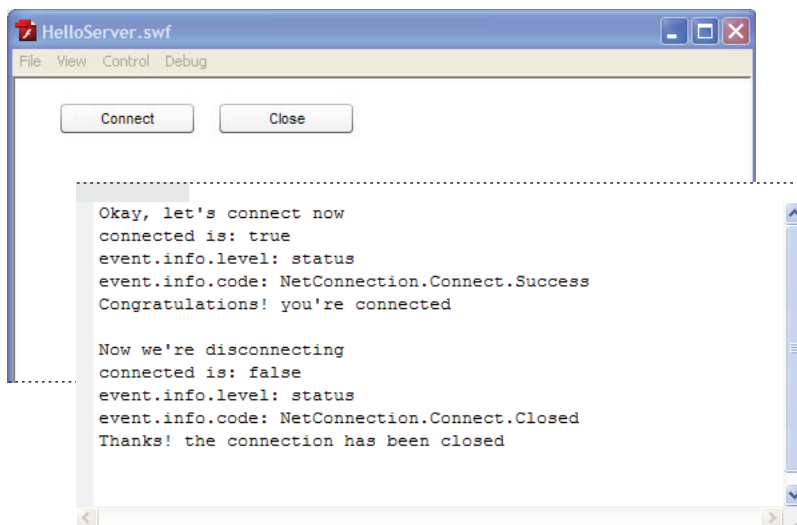 HelloServer.swf
File View Control Debug
Connect Close
Okay, let's connect now
connected is: true
event.info.level: status
event.info.code: NetConnection.Connect.Success
Congratulations! you're connected
Now we're disconnecting
connected is: false
event.info.level: status
event.info.code: NetConnection.Connect.Closed
Thanks! the connection has been closed